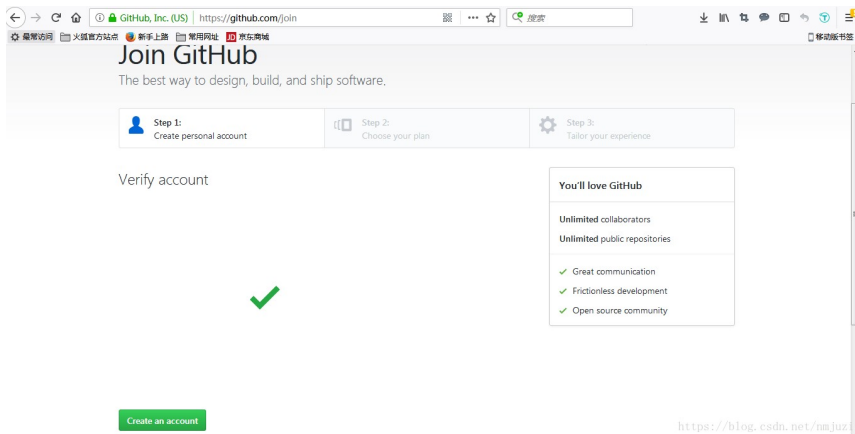 GitHub, Inc. (US)
https://github.com/join
搜索
最常访问
火狐官方站点
新手上路
常用网址
JD 京东商城
移动版书签
Join GitHub
The best way to design, build, and ship software.
Step 1:
Create personal account
Step 2:
Choose your plan
Step 3:
Tailor your experience
Verify account
You'll love GitHub
Unlimited collaborators
Unlimited public repositories
Great communication
Frictionless development
Open source community
Create an account
https://blog.csdn.net/nmjuzi